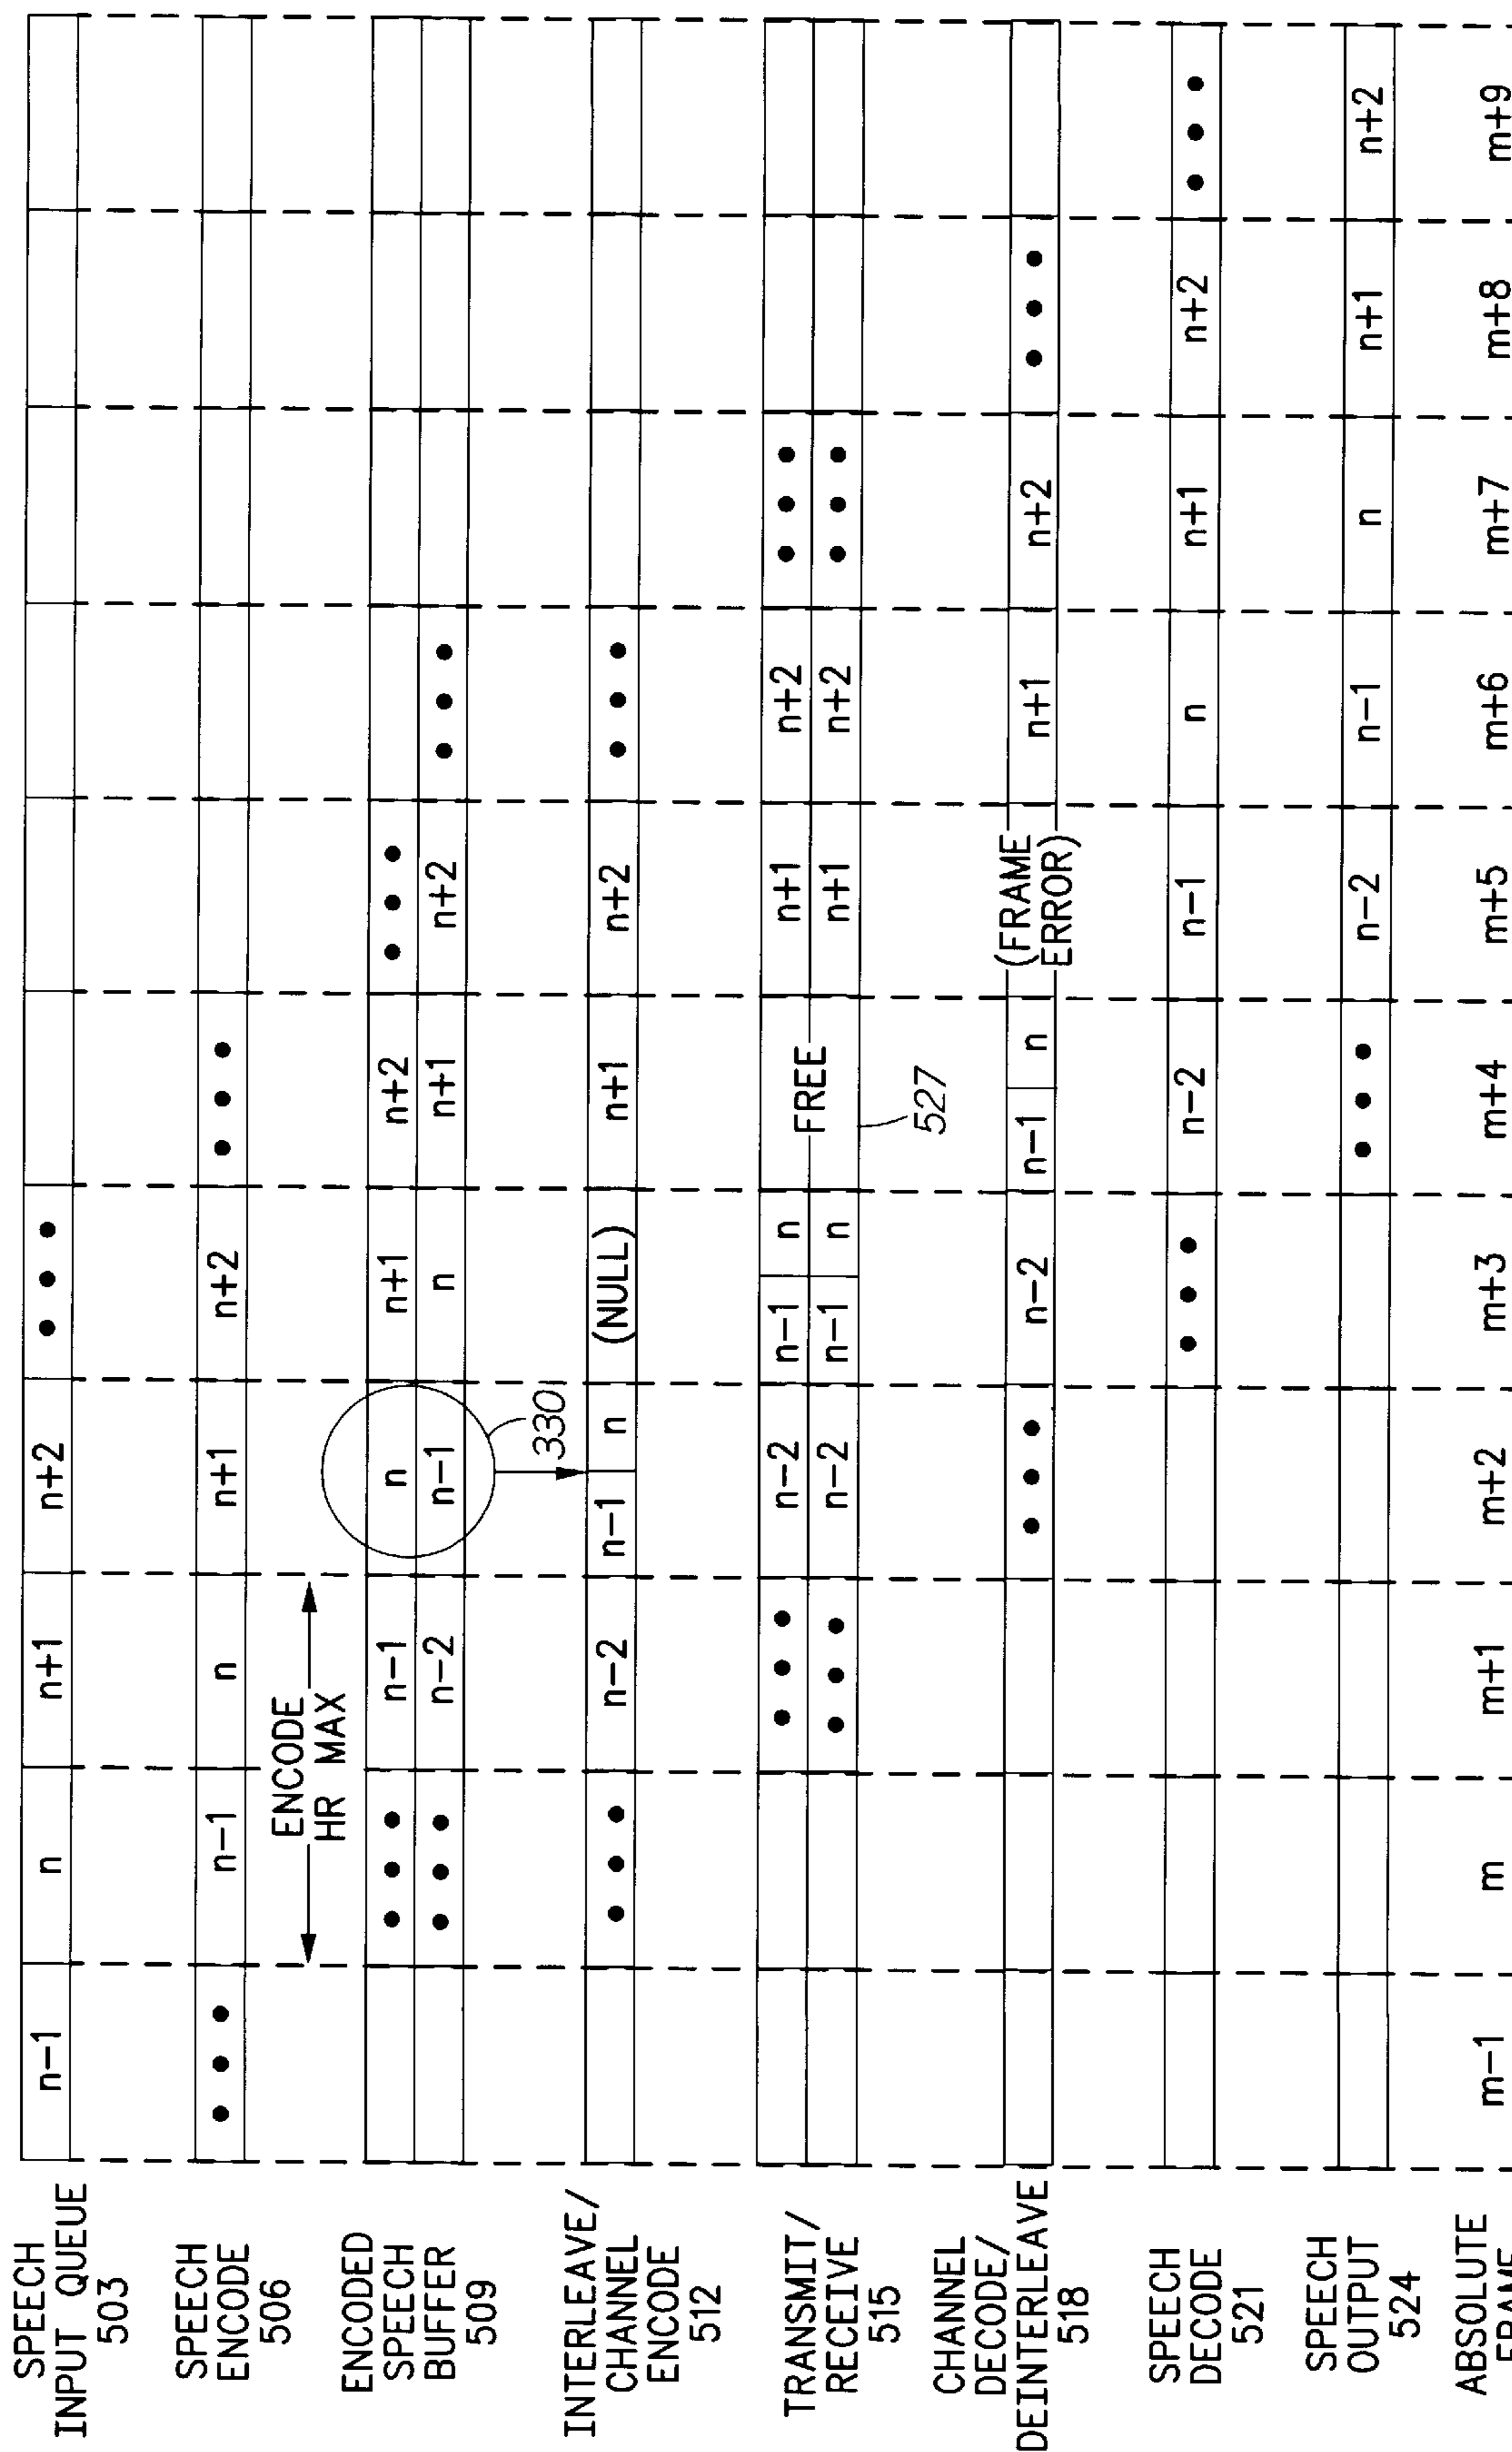 SPEECH
INPUT QUEUE
503
n−1 n n+1 n+2 • • •
SPEECH
ENCODE
506
• • • n−1 n n+1 n+2 • • •
ENCODE
HR MAX
ENCODED
SPEECH
BUFFER
509
• • • n−1 n n+1 n+2 • • •
• • • n−2 n−1 n n+1 n+2 • • •
330
INTERLEAVE/
CHANNEL
ENCODE
512
• • • n−2 n−1 n (NULL) n+1 n+2 • • •
TRANSMIT/
RECEIVE
515
• • • n−2 n−1 n FREE n+1 n+2 • • •
• • • n−2 n−1 n n+1 n+2 • • •
527
CHANNEL
DECODE/
DEINTERLEAVE
518
• • • n−2 n−1 n (FRAME ERROR) n+1 n+2 • • •
SPEECH
DECODE
521
• • • n−2 n−1 n n+1 n+2 • • •
SPEECH
OUTPUT
524
• • • n−2 n−1 n n+1 n+2
ABSOLUTE
FRAME
m−1 m m+1 m+2 m+3 m+4 m+5 m+6 m+7 m+8 m+9